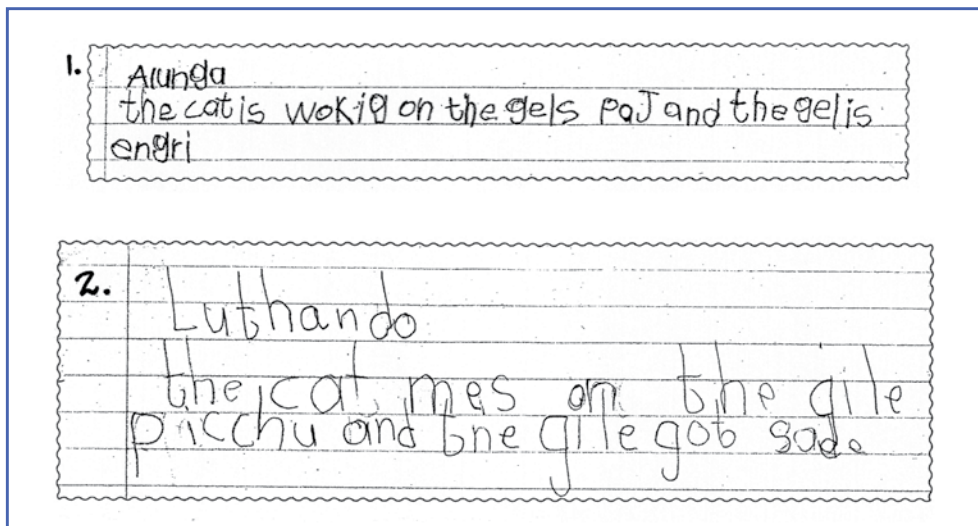 1.
Alunga
the cat is wokig on the gels paJ and the gel is
engri
2.
Luthando
the cat mes on the gile
picchu and the gile got sad.